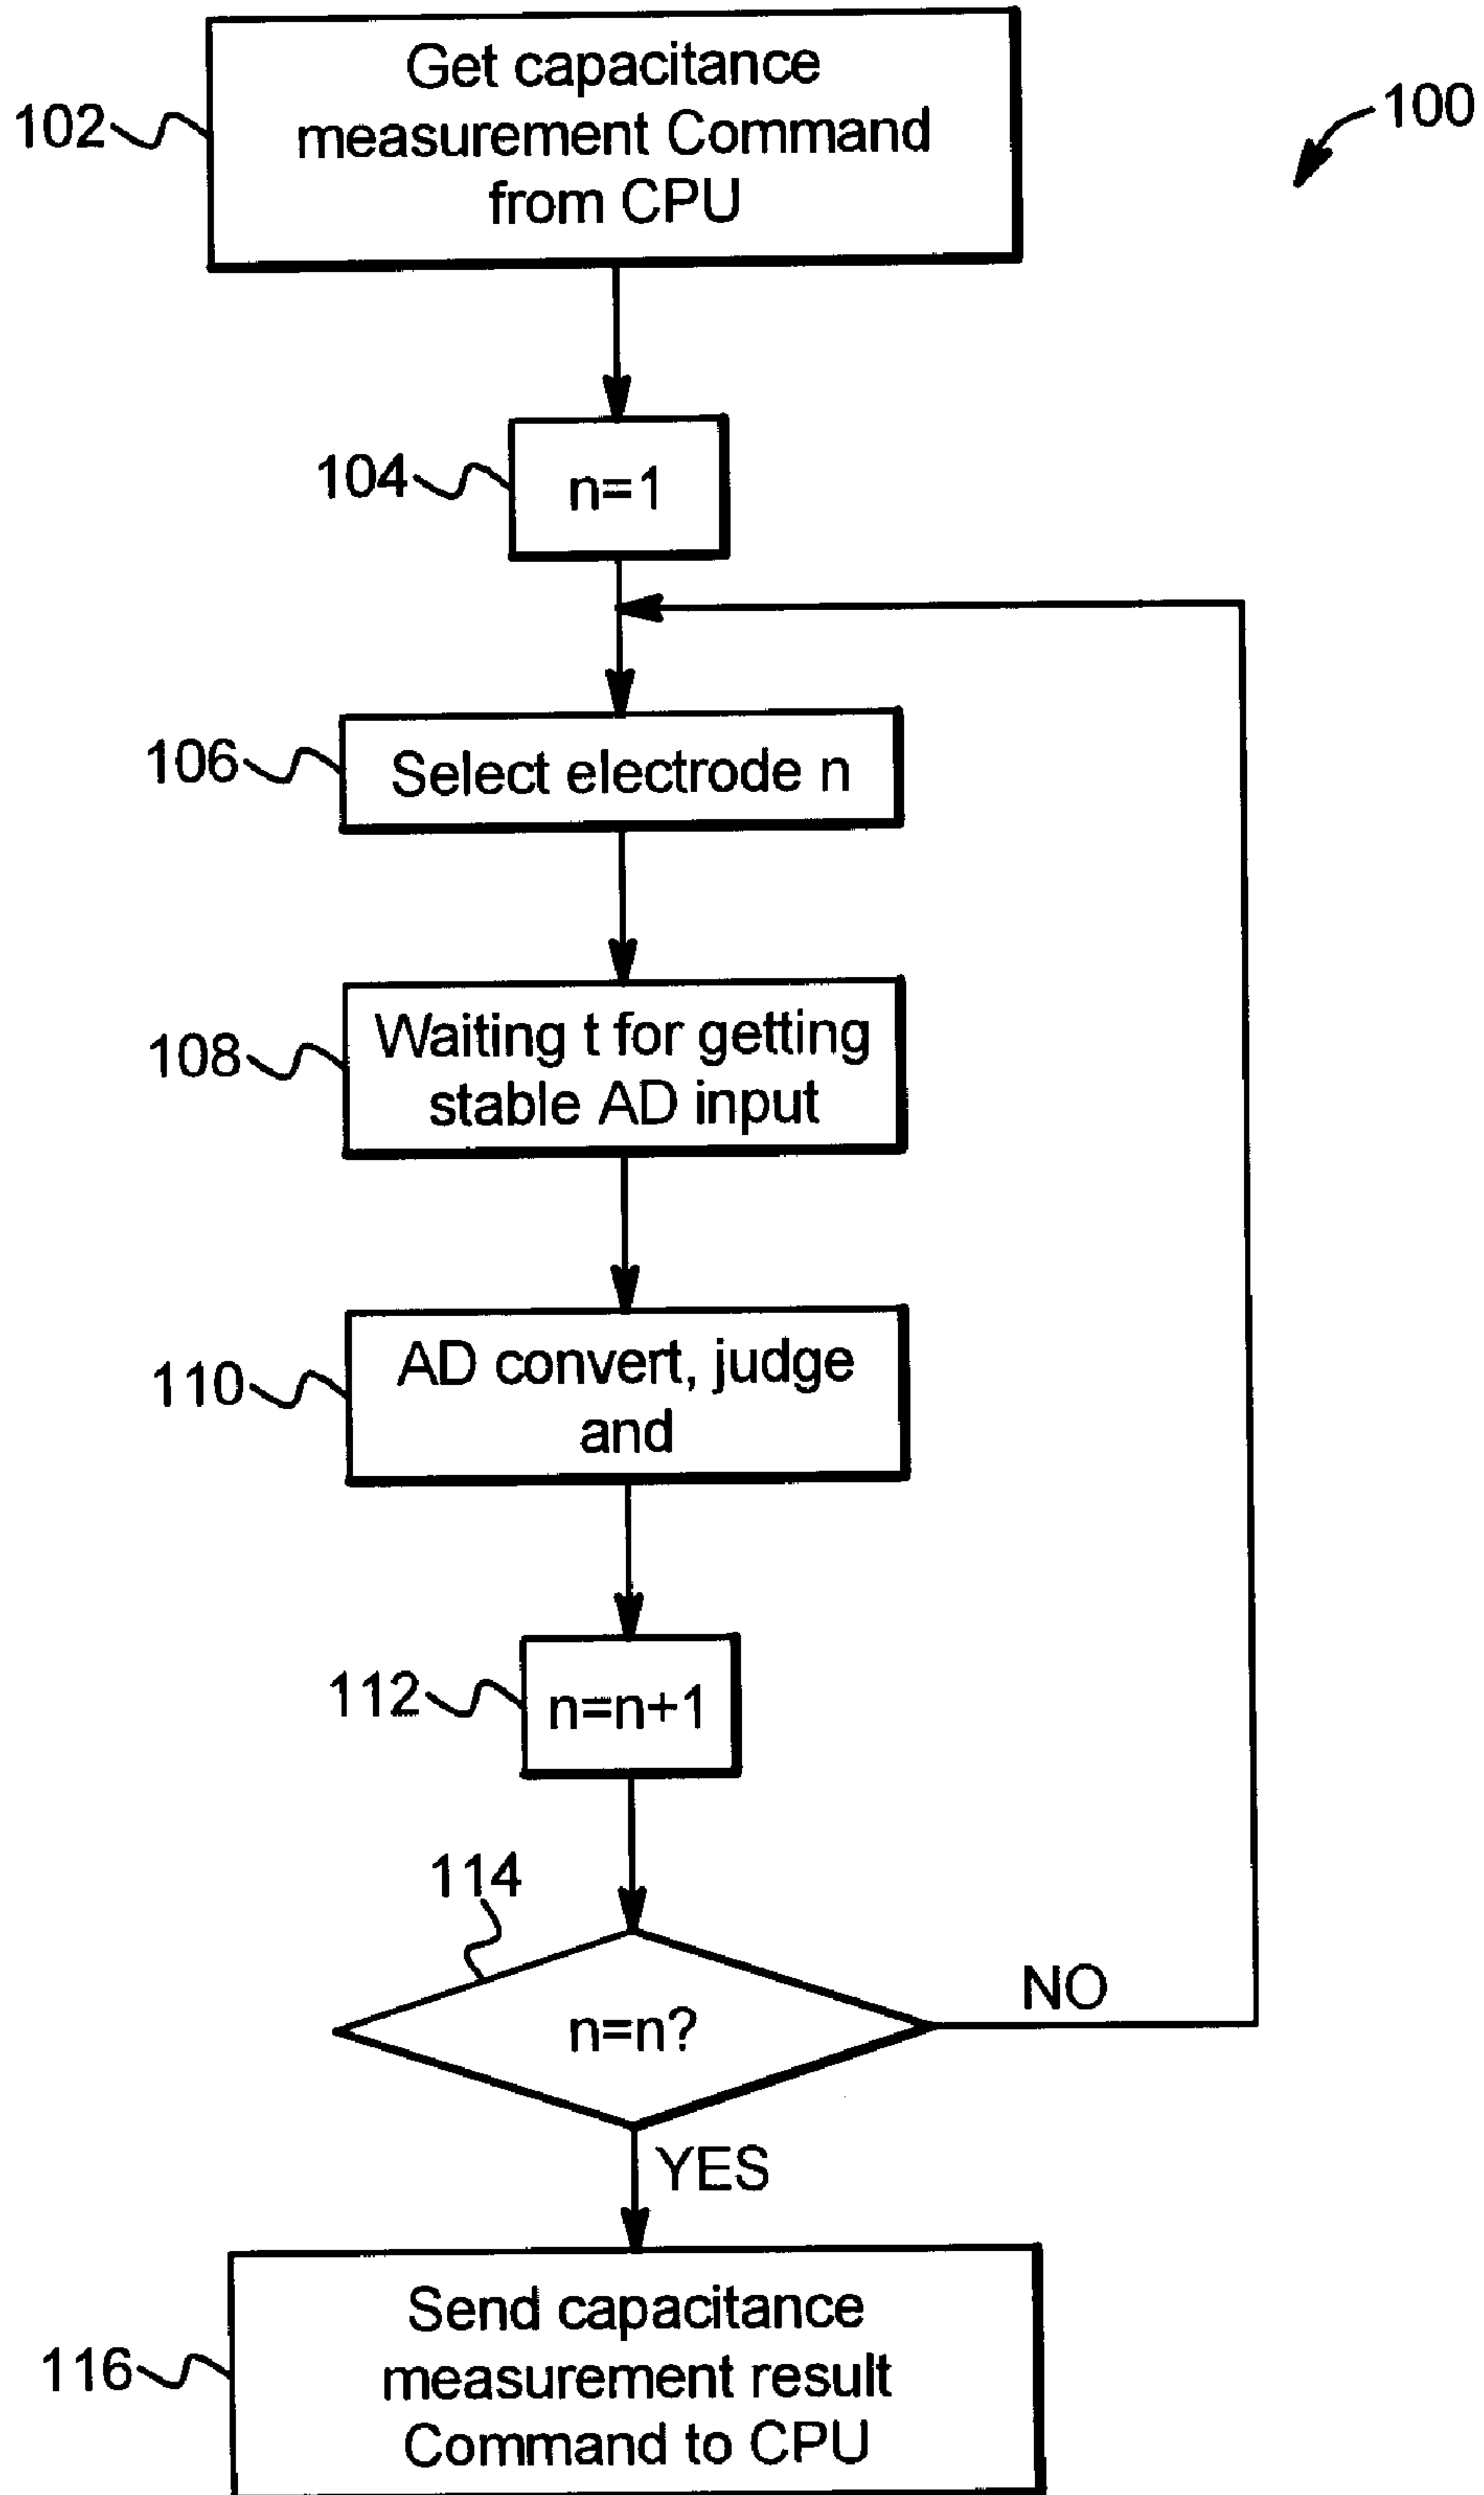 Get capacitance
measurement Command
from CPU
102
100
104
n=1
106
Select electrode n
108
Waiting t for getting
stable AD input
110
AD convert, judge
and
112
n=n+1
114
n=n?
NO
YES
116
Send capacitance
measurement result
Command to CPU